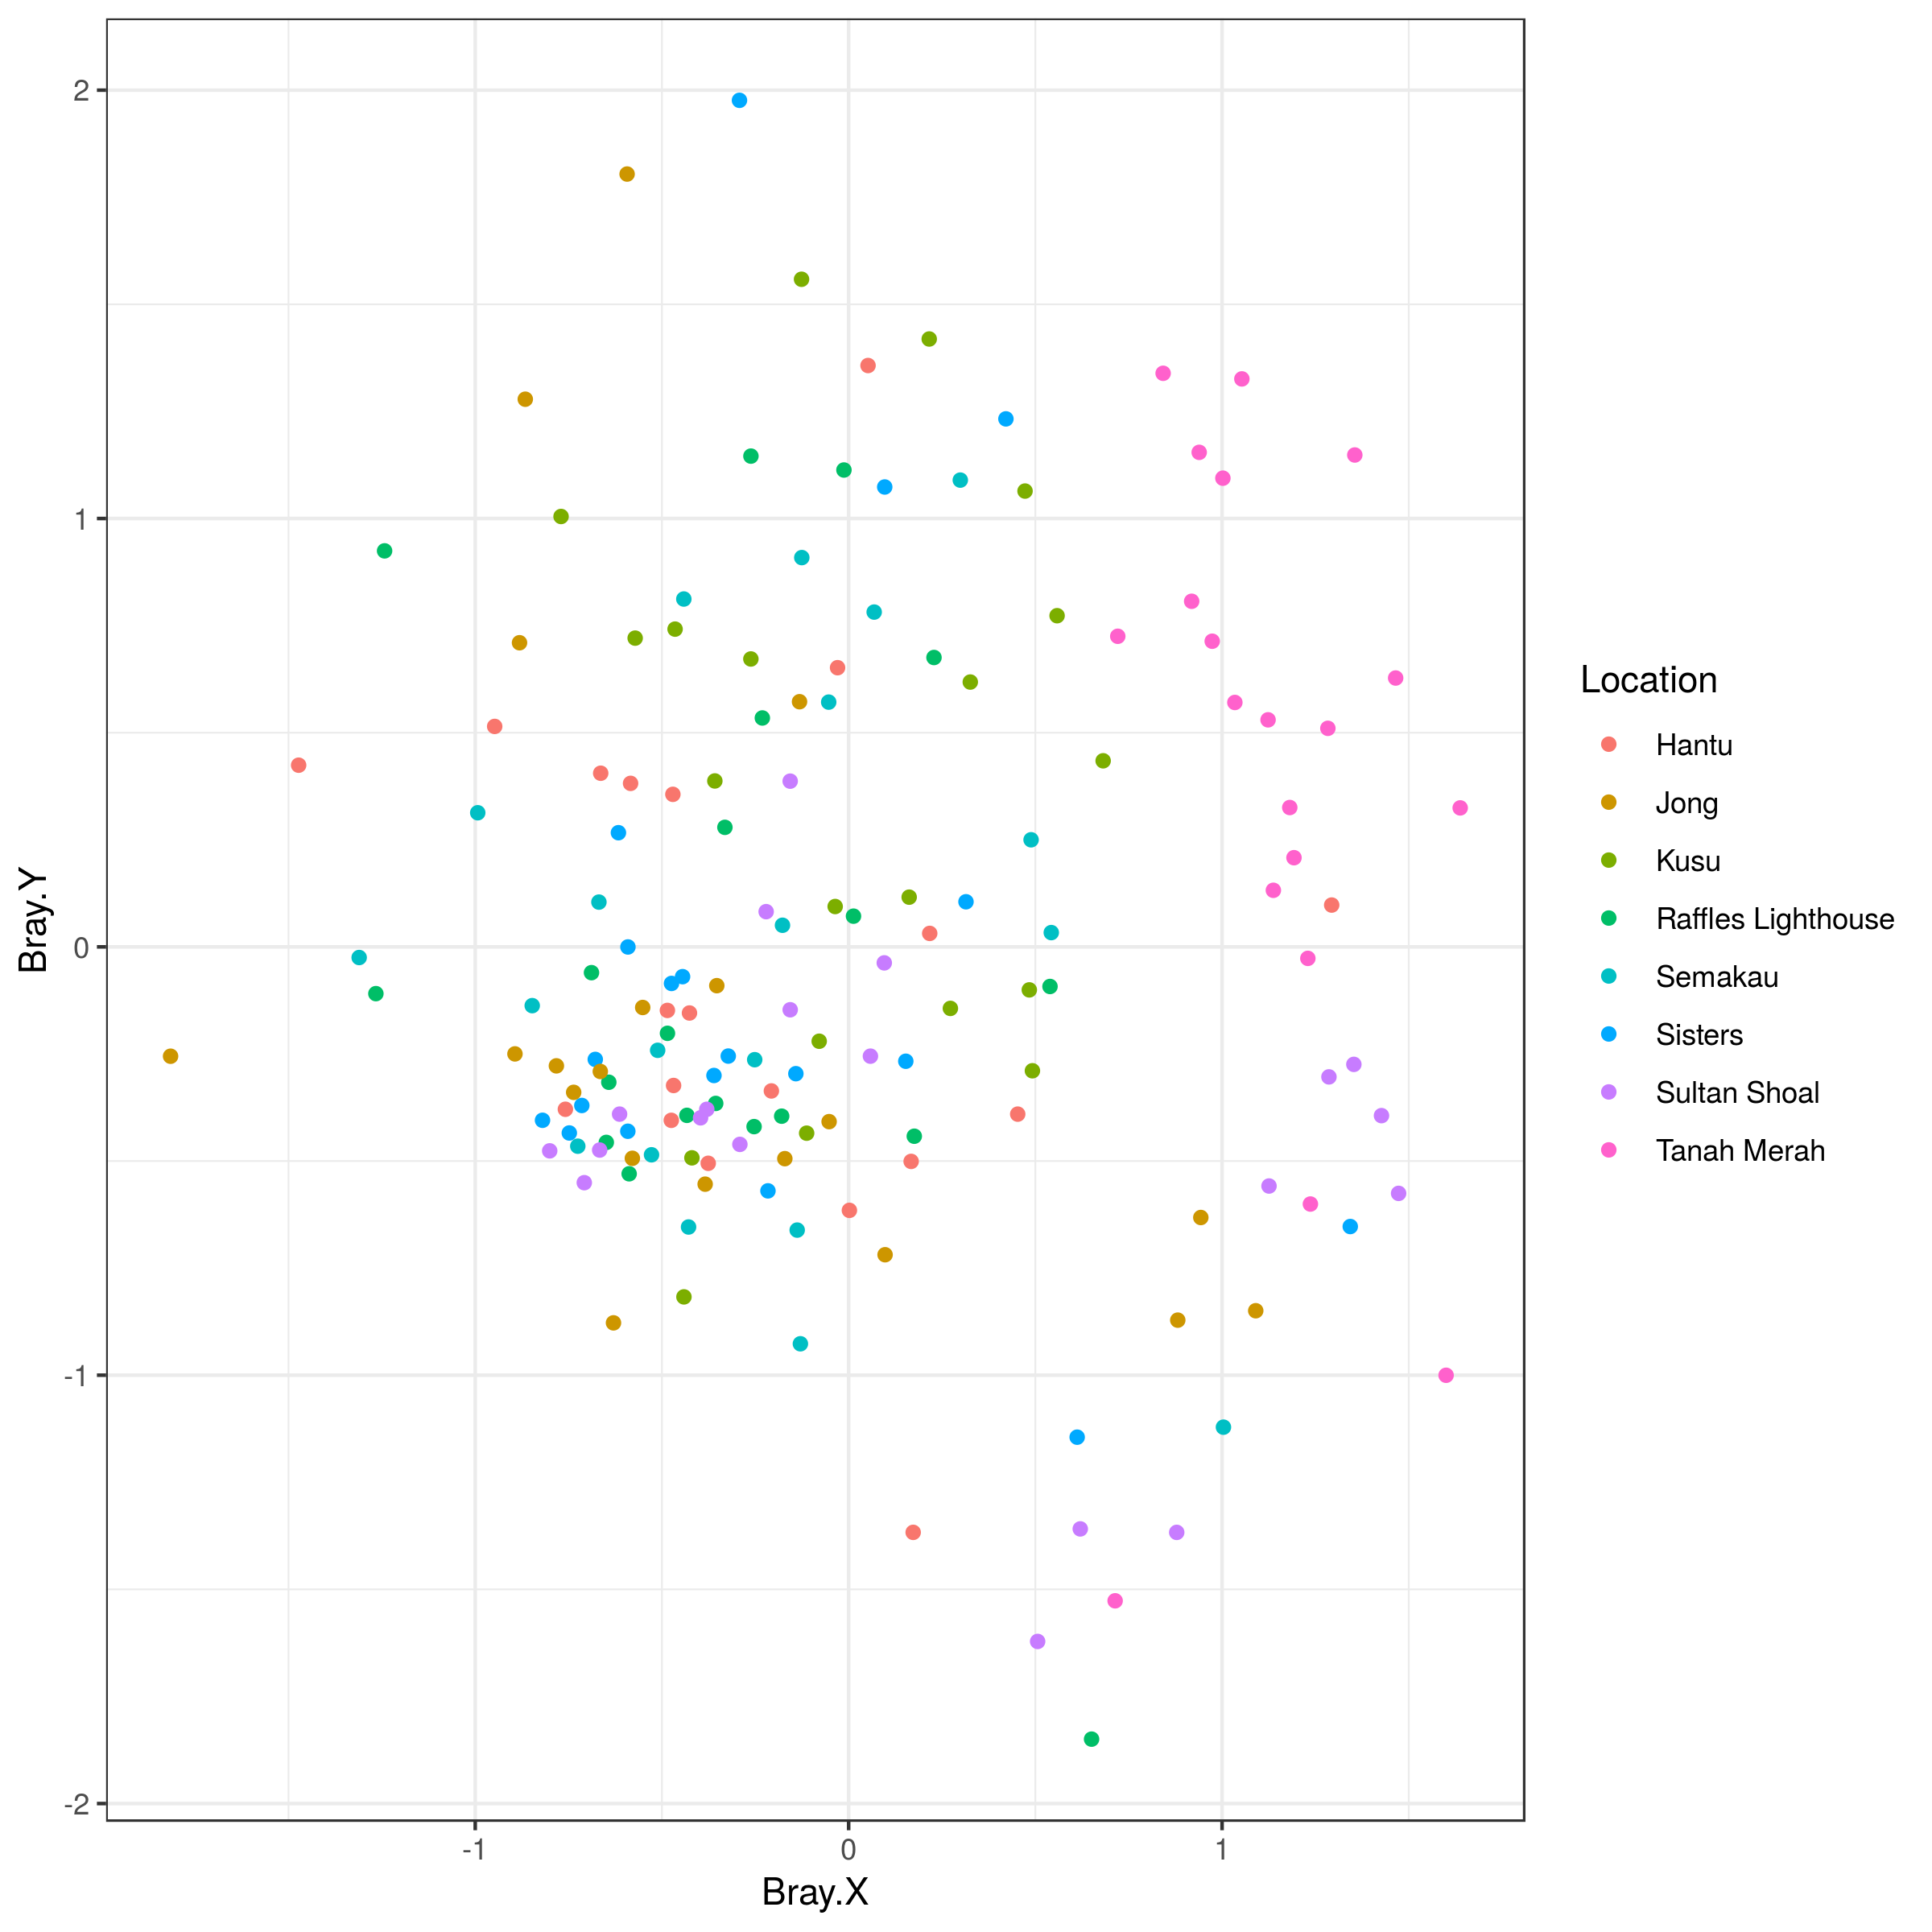 2
1
0
-1
-2
Bray.Y
-1
0
1
Bray.X
Location
Hantu
Jong
Kusu
Raffles Lighthouse
Semakau
Sisters
Sultan Shoal
Tanah Merah